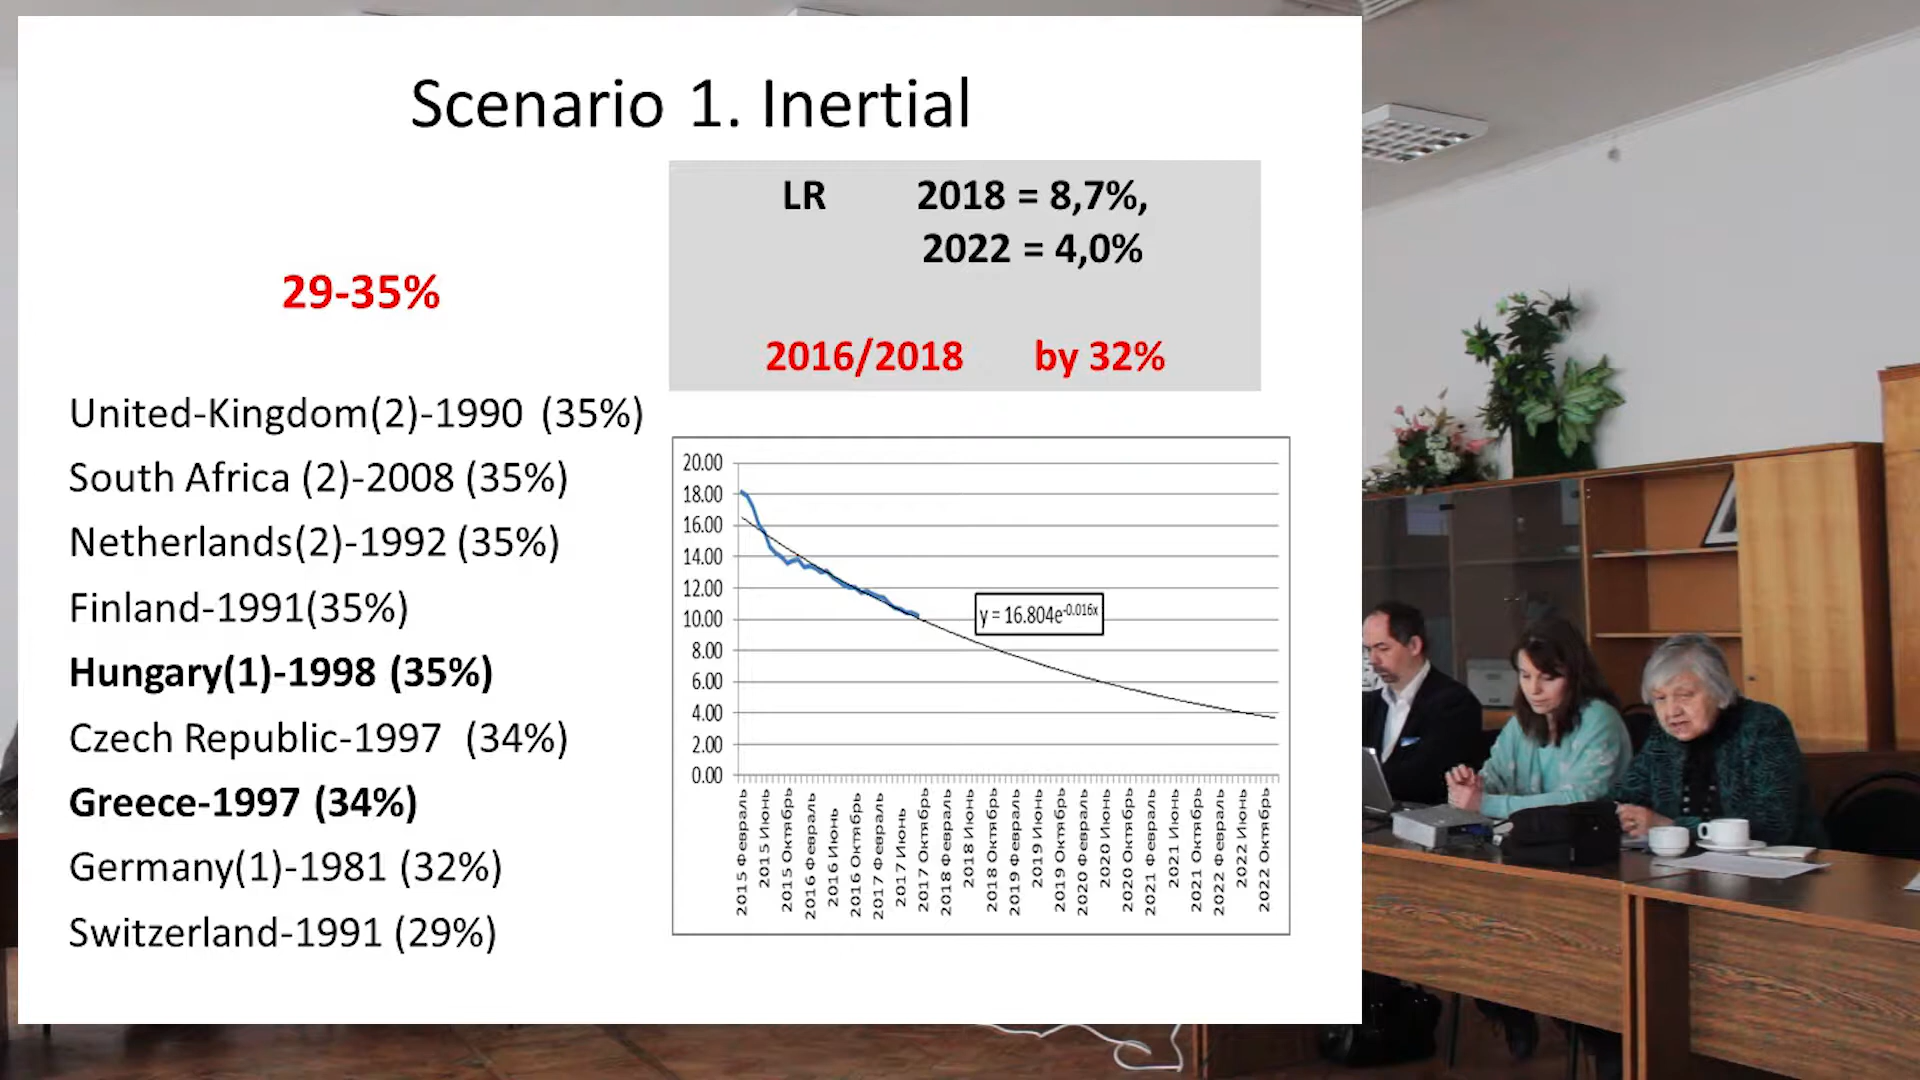 Scenario 1. Inertial
LR 2018 = 8,7%,
2022 = 4,0%
29-35%
2016/2018 by 32%
United-Kingdom(2)-1990 (35%)
South Africa (2)-2008 (35%)
Netherlands(2)-1992 (35%)
Finland-1991(35%)
Hungary(1)-1998 (35%)
Czech Republic-1997 (34%)
Greece-1997 (34%)
Germany(1)-1981 (32%)
Switzerland-1991 (29%)
20.00
18.00
16.00
14.00
12.00
10.00
8.00
6.00
4.00
2.00
0.00
y = 16.804e-0.016x
2015 Февраль
2015 Июнь
2015 Октябрь
2016 Февраль
2016 Июнь
2016 Октябрь
2017 Февраль
2017 Июнь
2017 Октябрь
2018 Февраль
2018 Июнь
2018 Октябрь
2019 Февраль
2019 Июнь
2019 Октябрь
2020 Февраль
2020 Июнь
2020 Октябрь
2021 Февраль
2021 Июнь
2021 Октябрь
2022 Февраль
2022 Июнь
2022 Октябрь